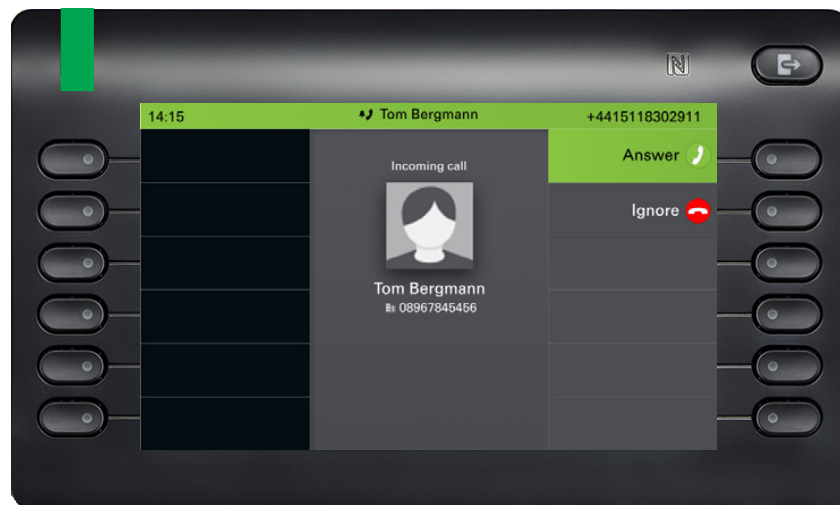 14:15 Tom Bergmann +4415118302911
Incoming call
Answer
Ignore
Tom Bergmann
08967845456